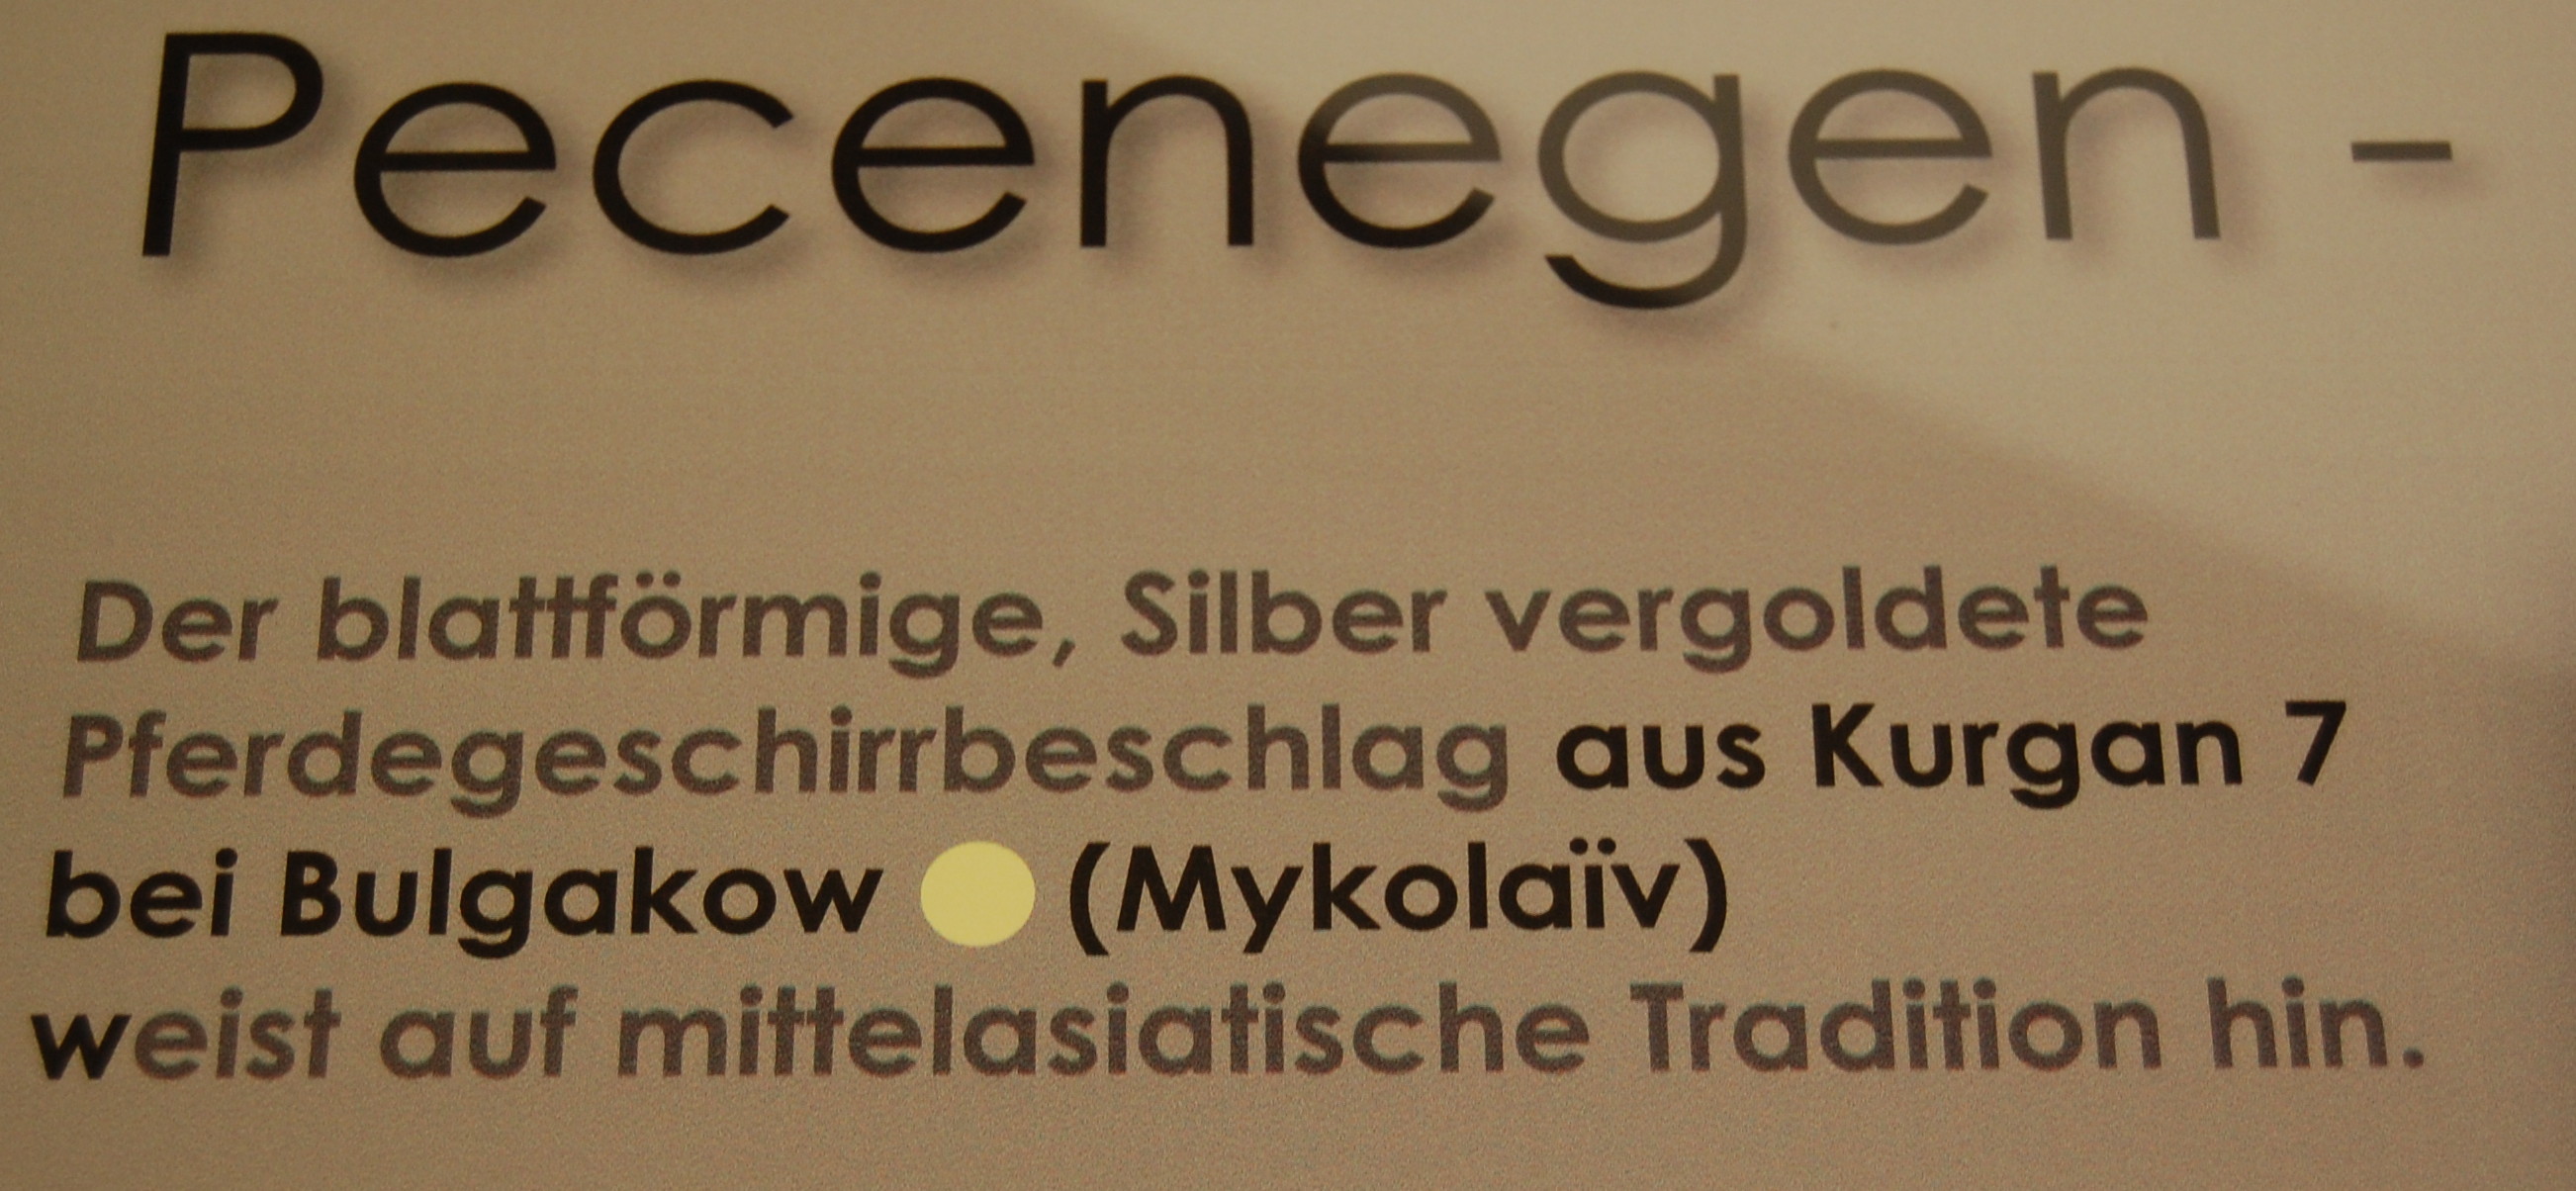 Pecenegen -
Der blattförmige, Silber vergoldete
Pferdegeschirrbeschlag aus Kurgan 7
bei Bulgakow (Mykolaïv)
weist auf mittelasiatische Tradition hin.